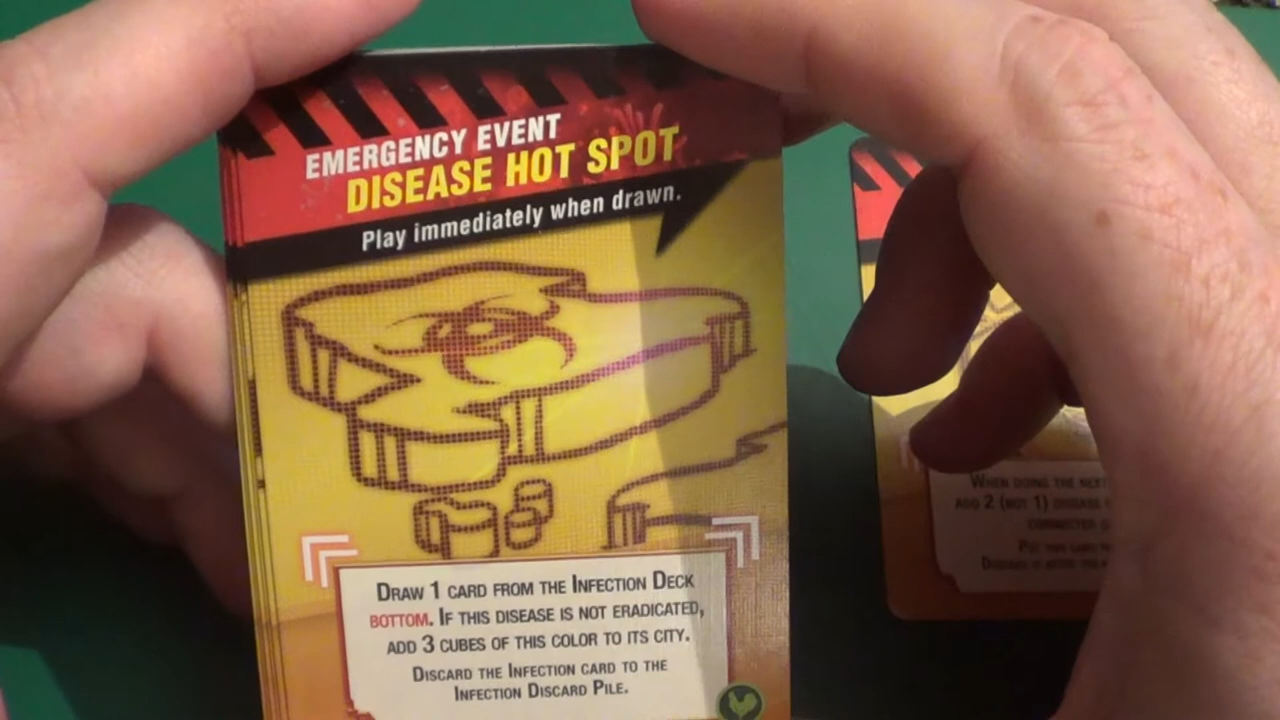 EMERGENCY EVENT
DISEASE HOT SPOT
Play immediately when drawn.
DRAW 1 CARD FROM THE INFECTION DECK
BOTTOM. IF THIS DISEASE IS NOT ERADICATED,
ADD 3 CUBES OF THIS COLOR TO ITS CITY.
DISCARD THE INFECTION CARD TO THE
INFECTION DISCARD PILE.
WHEN DOING THE NEXT
ADD 2 (NOT 1) DISEASE